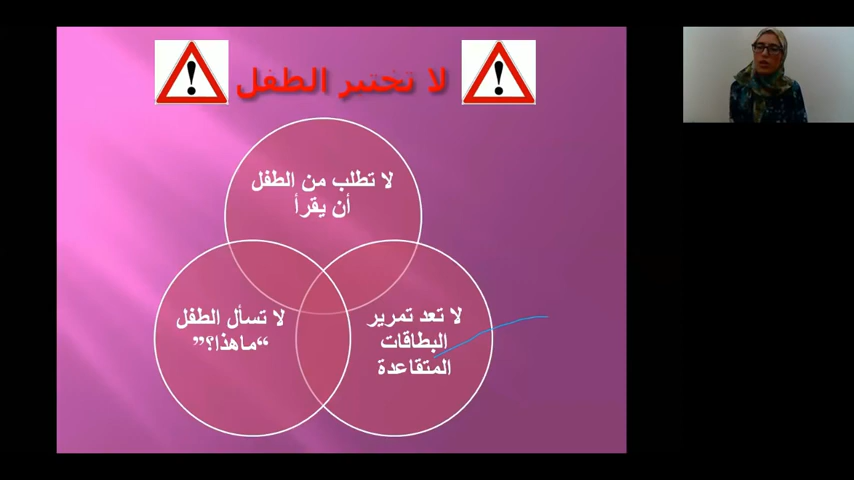 لا تختبر الطفل
لا تطلب من الطفل
أن يقرأ
لا تعد تمرير
البطاقات
المتقاعدة
لا تسأل الطفل
“ماهذا؟”